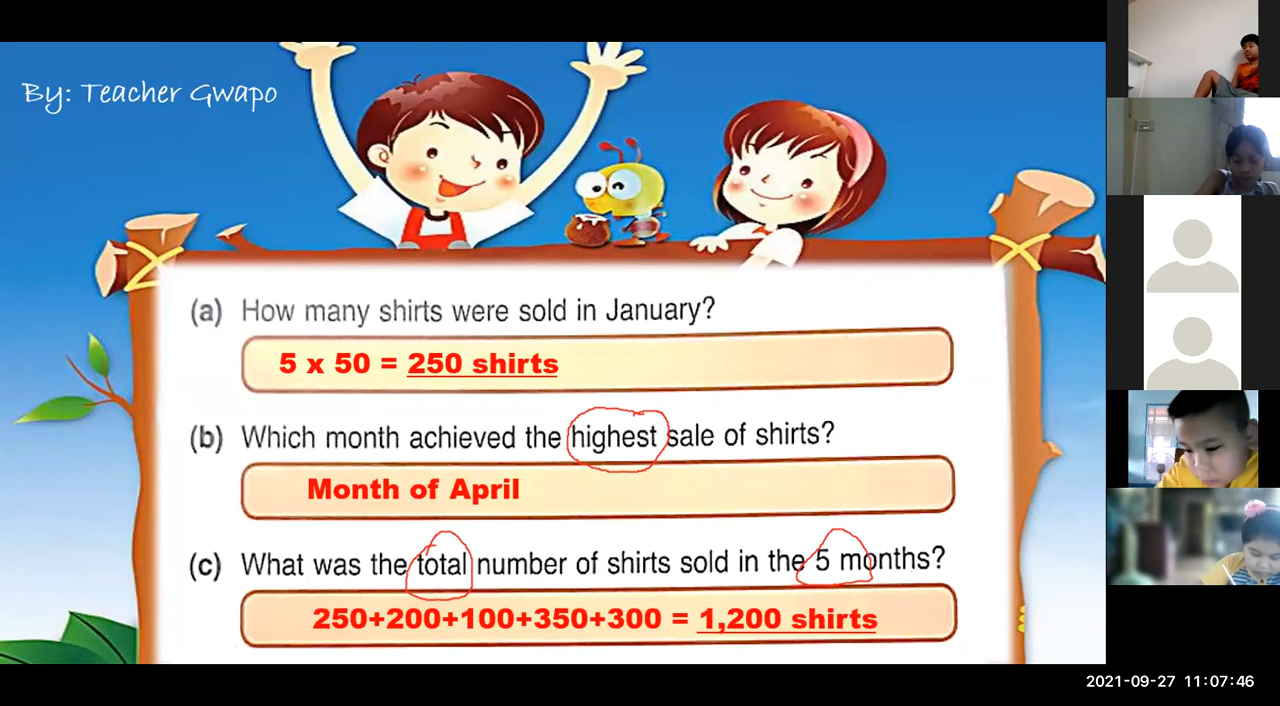 By: Teacher Gwapo
(a) How many shirts were sold in January?
5 x 50 = 250 shirts
(b) Which month achieved the highest sale of shirts?
Month of April
(c) What was the total number of shirts sold in the 5 months?
250+200+100+350+300 = 1,200 shirts
2021-09-27 11:07:46